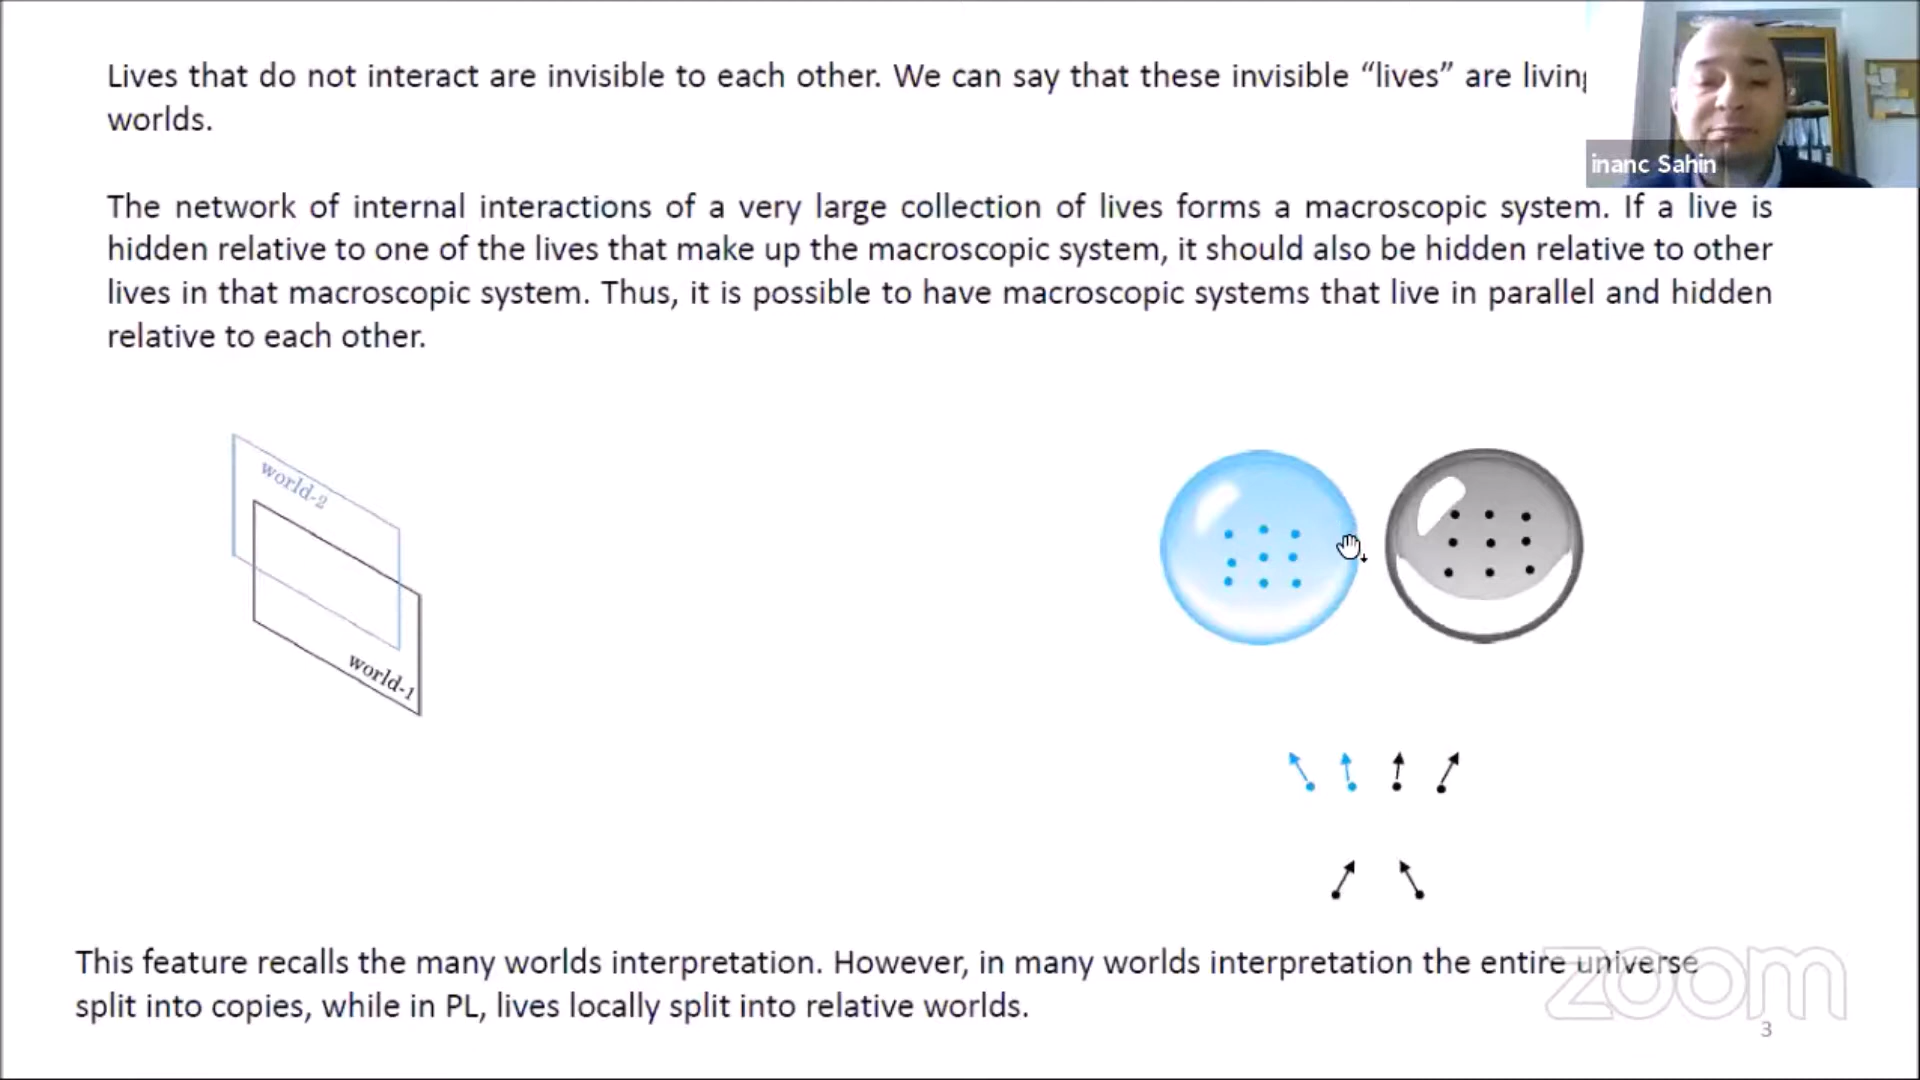 Lives that do not interact are invisible to each other. We can say that these invisible “lives” are living
worlds.
inanc Sahin
The network of internal interactions of a very large collection of lives forms a macroscopic system. If a live is
hidden relative to one of the lives that make up the macroscopic system, it should also be hidden relative to other
lives in that macroscopic system. Thus, it is possible to have macroscopic systems that live in parallel and hidden
relative to each other.
world-2
world-1
This feature recalls the many worlds interpretation. However, in many worlds interpretation the entire universe
split into copies, while in PL, lives locally split into relative worlds.
zoom
3